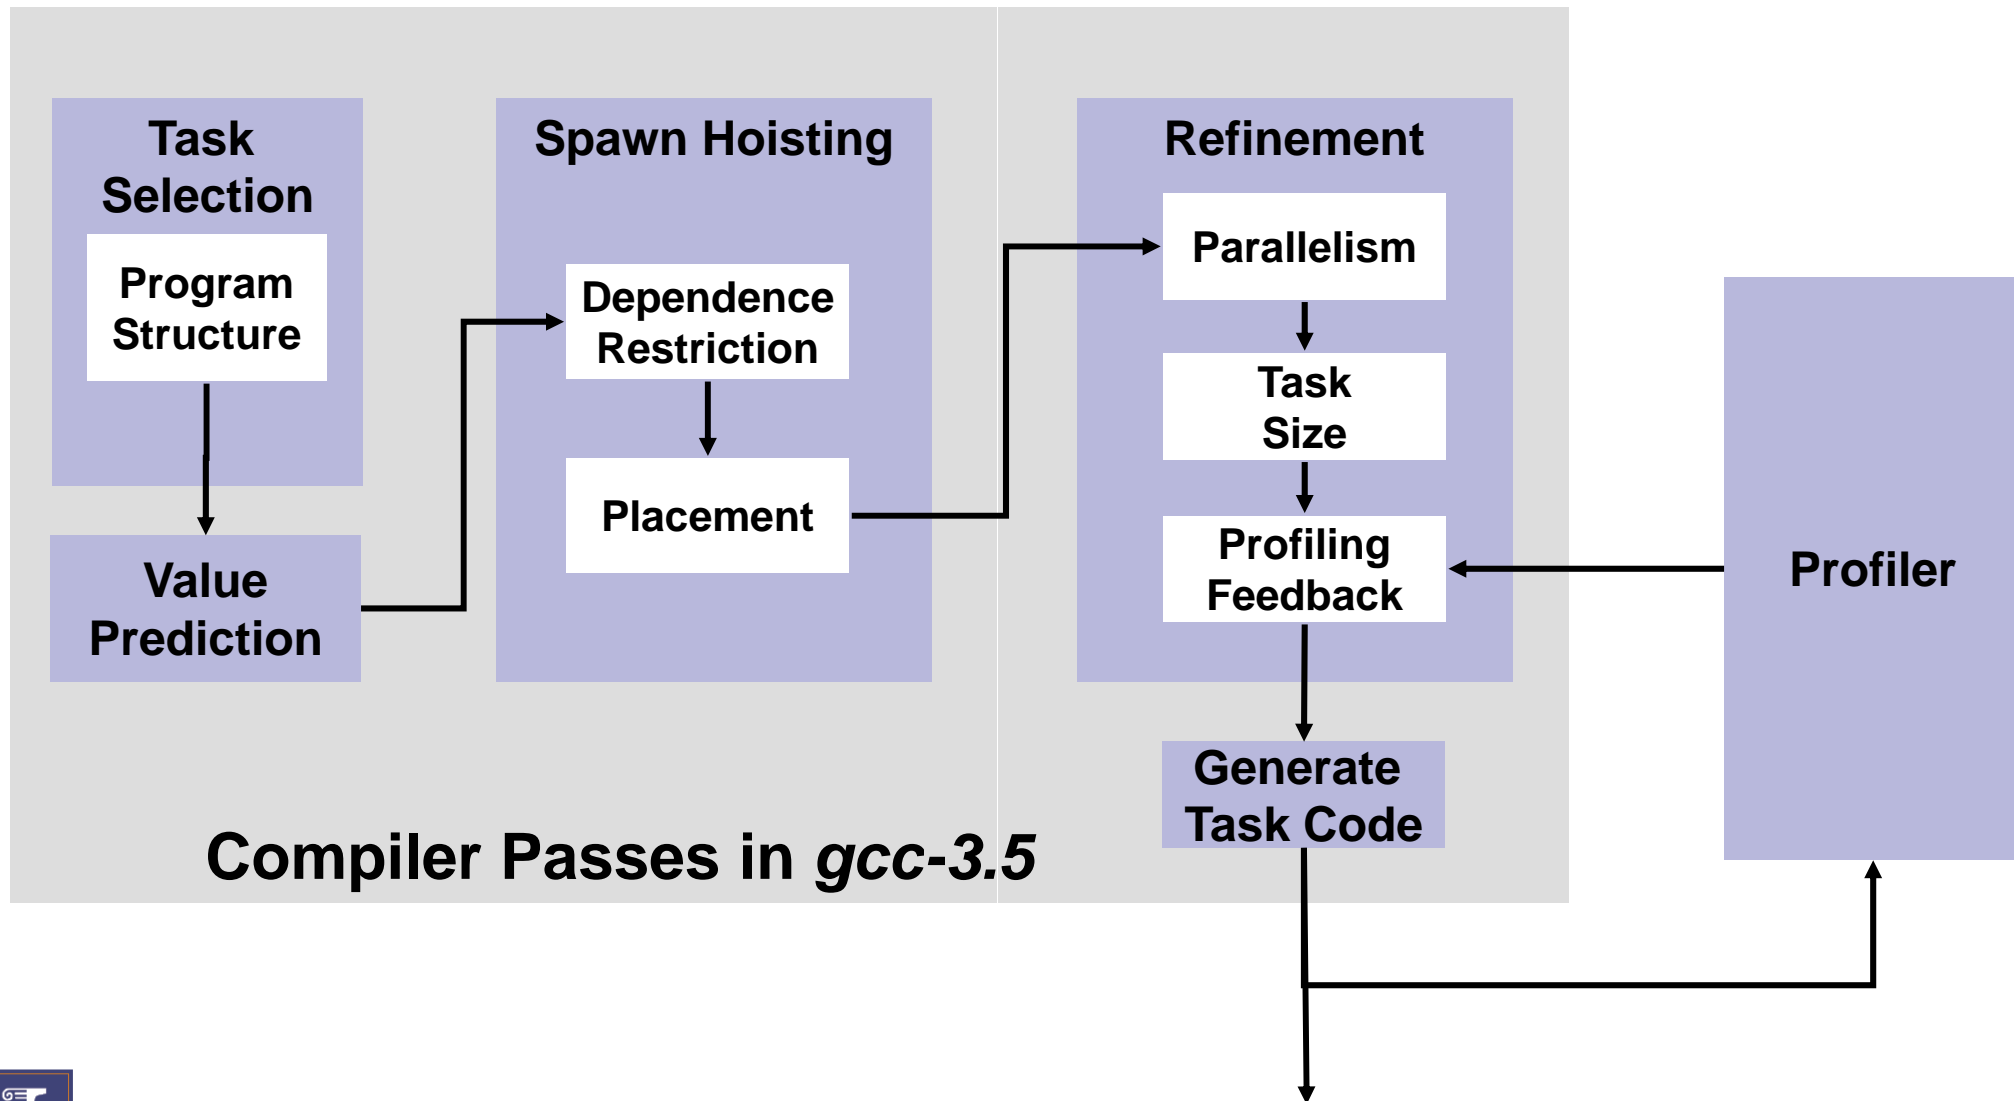 Task
Selection
Program
Structure
Value
Prediction
Spawn Hoisting
Dependence
Restriction
Placement
Refinement
Parallelism
Task
Size
Profiling
Feedback
Generate
Task Code
Profiler
Compiler Passes in gcc-3.5